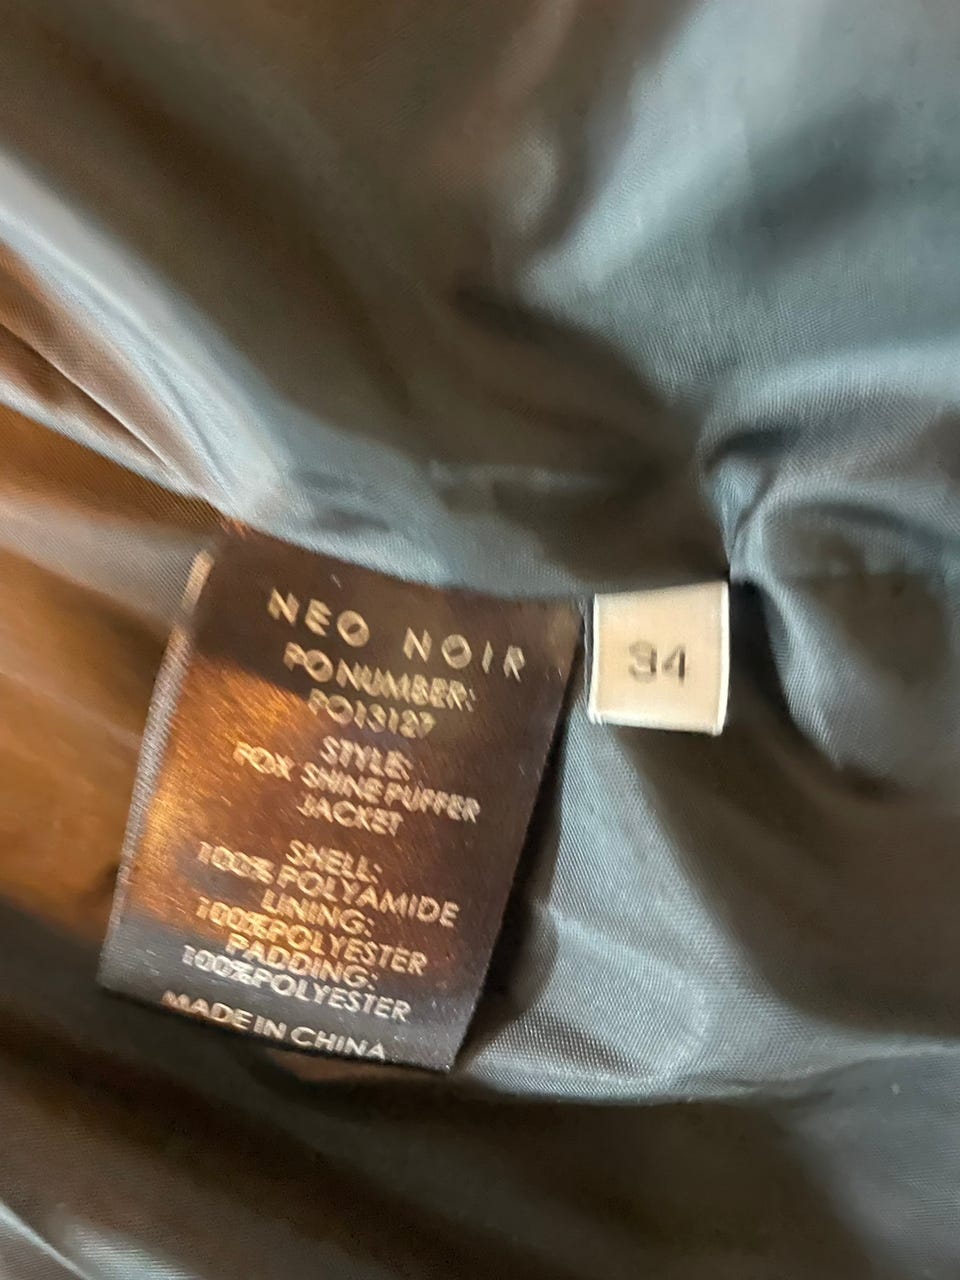 NEO NOIR
PO NUMBER:
PO13127
STYLE:
FOX SHINE PUFFER
JACKET
SHELL:
100% POLYAMIDE
LINING:
100%POLYESTER
PADDING:
100%POLYESTER
MADE IN CHINA
34